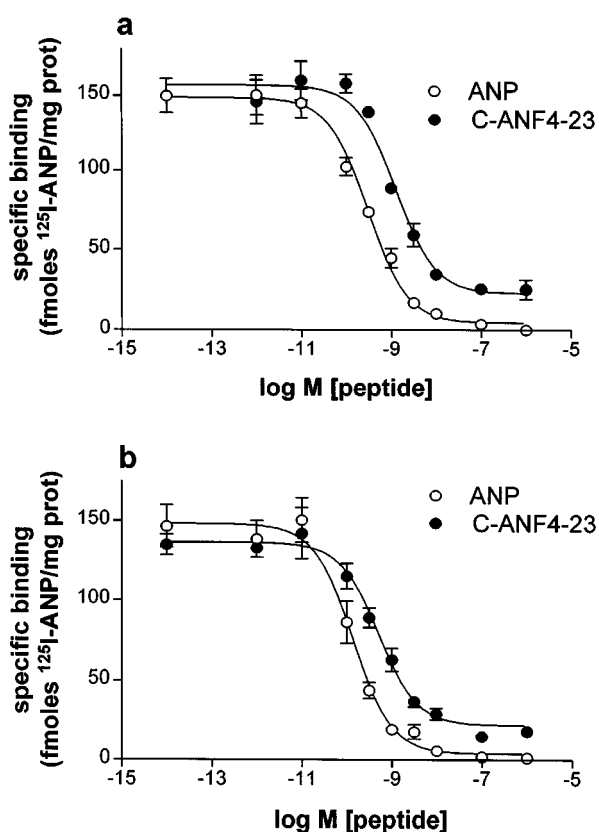 a
ANP
C-ANF4-23
150
100
50
0
specific binding
(fmoles ¹²⁵I-ANP/mg prot)
-15
-13
-11
-9
-7
-5
log M [peptide]
b
ANP
C-ANF4-23
150
100
50
0
specific binding
(fmoles ¹²⁵I-ANP/mg prot)
-15
-13
-11
-9
-7
-5
log M [peptide]